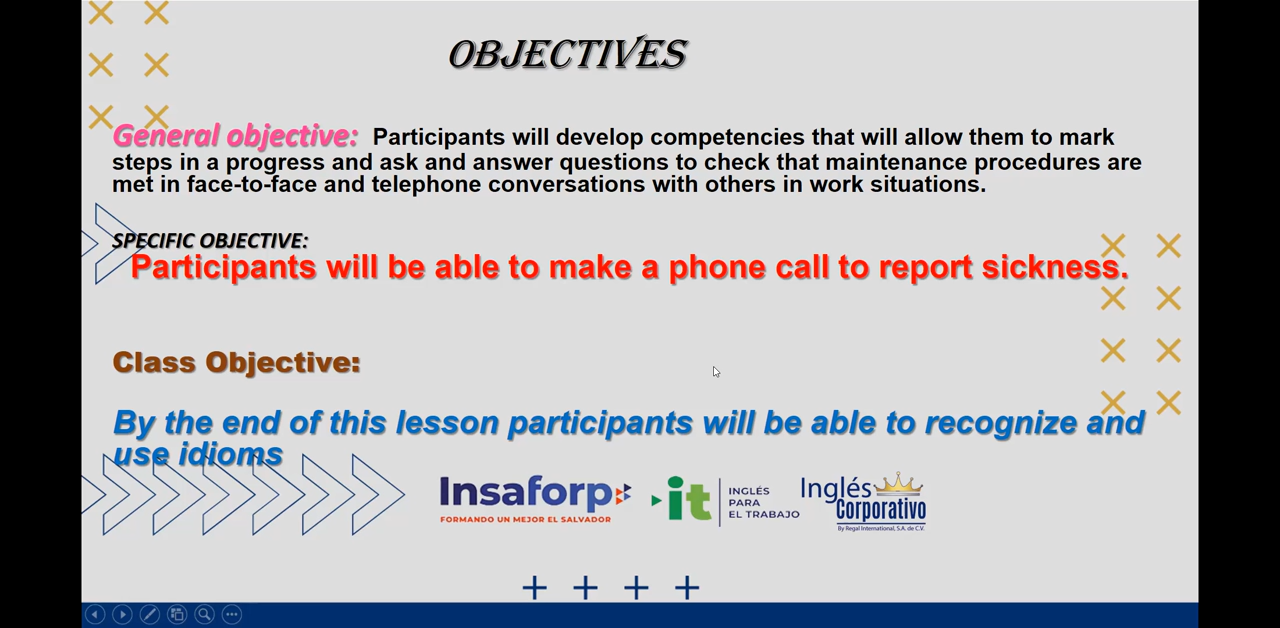 OBJECTIVES
General objective: Participants will develop competencies that will allow them to mark
steps in a progress and ask and answer questions to check that maintenance procedures are
met in face-to-face and telephone conversations with others in work situations.
SPECIFIC OBJECTIVE:
Participants will be able to make a phone call to report sickness.
Class Objective:
By the end of this lesson participants will be able to recognize and
use idioms
Insaforp
FORMANDO UN MEJOR EL SALVADOR
it
INGLÉS
PARA
EL TRABAJO
Inglés
Corporativo
By Regal International, S.A. de C.V.